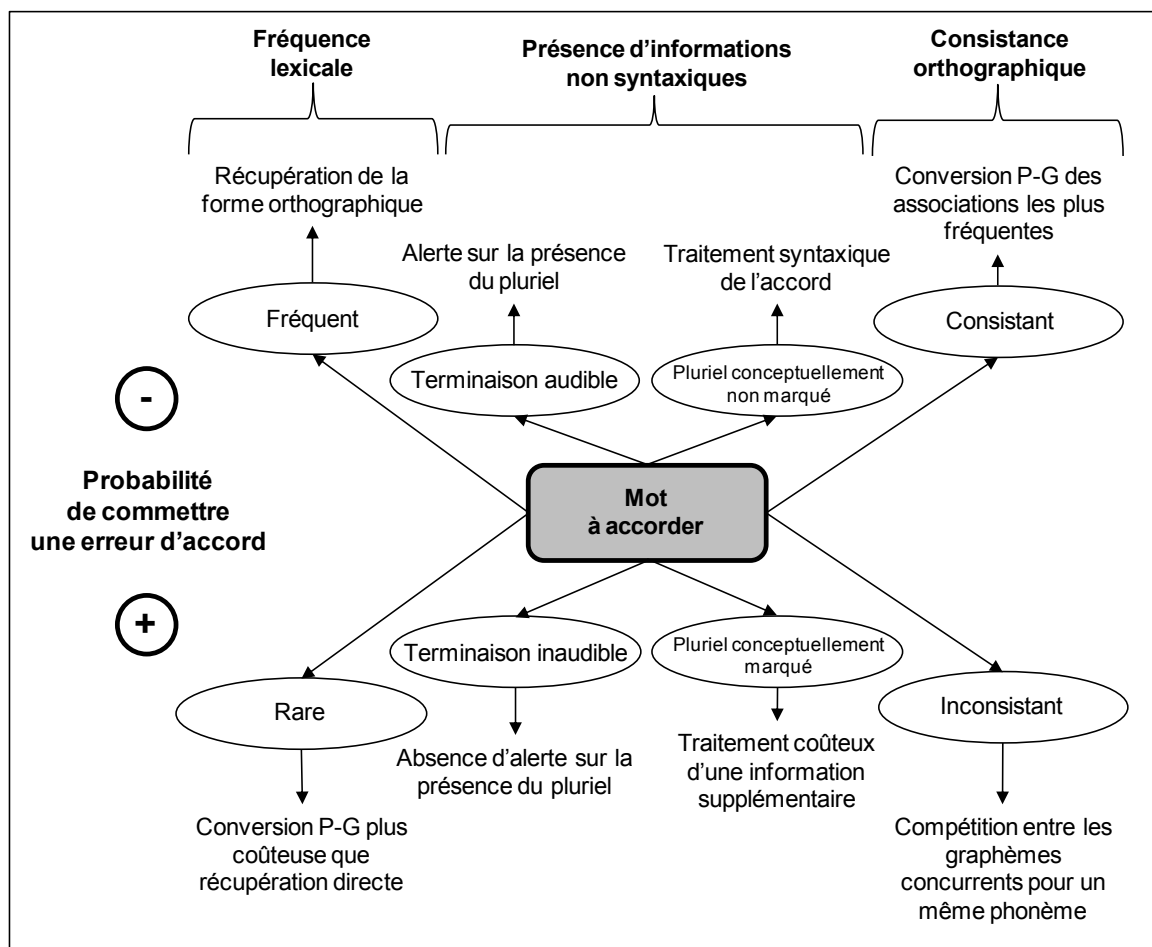 Fréquence
lexicale
Présence d'informations
non syntaxiques
Consistance
orthographique
Récupération de la
forme orthographique
Conversion P-G des
associations les plus
fréquentes
Alerte sur la présence
du pluriel
Traitement syntaxique
de l'accord
Fréquent
Consistant
Terminaison audible
Pluriel conceptuellement
non marqué
-
Probabilité
de commettre
une erreur d'accord
Mot
à accorder
+
Terminaison inaudible
Pluriel conceptuellement
marqué
Rare
Inconsistant
Absence d'alerte sur la
présence du pluriel
Traitement coûteux
d'une information
supplémentaire
Conversion P-G plus
coûteuse que
récupération directe
Compétition entre les
graphèmes
concurrents pour un
même phonème